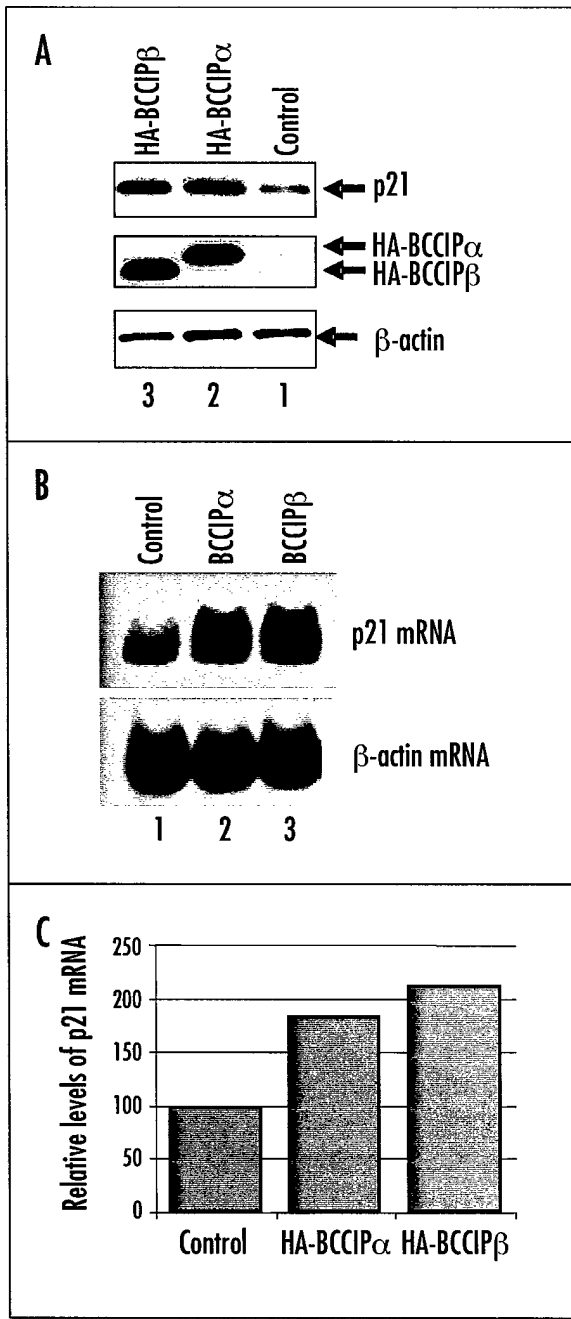 A
HA-BCCIPβ
HA-BCCIPα
Control
p21
HA-BCCIPα
HA-BCCIPβ
β-actin
3 2 1
B
Control
BCCIPα
BCCIPβ
p21 mRNA
β-actin mRNA
1 2 3
C
Relative levels of p21 mRNA
250
200
150
100
50
0
Control HA-BCCIPα HA-BCCIPβ